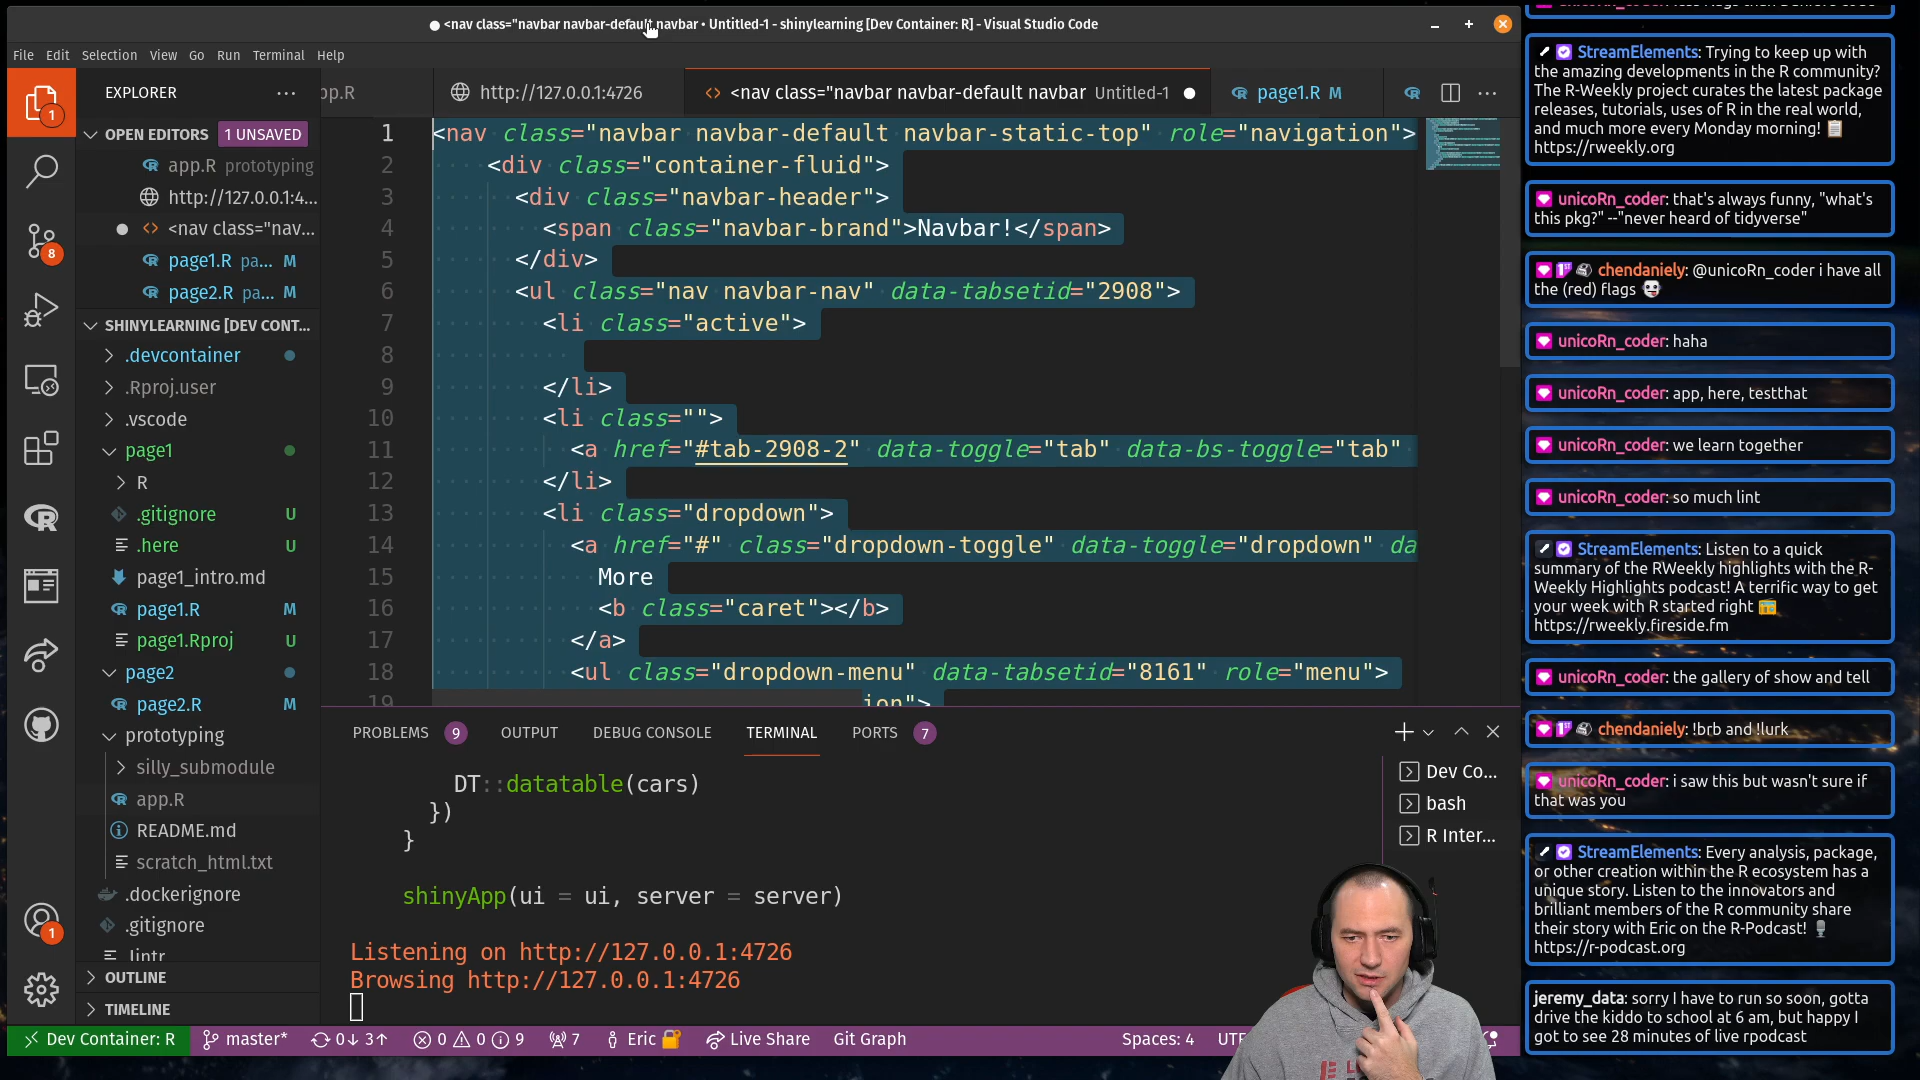 <nav class="navbar navbar-default navbar • Untitled-1 - shinylearning [Dev Container: R] - Visual Studio Code
File Edit Selection View Go Run Terminal Help
EXPLORER
OPEN EDITORS 1 UNSAVED
app.R prototyping
http://127.0.0.1:4...
<nav class="nav...
page1.R pa... M
page2.R pa... M
SHINYLEARNING [DEV CONT...
.devcontainer
.Rproj.user
.vscode
page1
R
.gitignore U
.here U
page1_intro.md
page1.R M
page1.Rproj U
page2
page2.R M
prototyping
silly_submodule
app.R
README.md
scratch_html.txt
.dockerignore
.gitignore
.lintr
OUTLINE
TIMELINE
1
8
1
pp.R
http://127.0.0.1:4726
<nav class="navbar navbar-default navbar Untitled-1
page1.R M
1 <nav class="navbar navbar-default navbar-static-top" role="navigation">
2 <div class="container-fluid">
3 <div class="navbar-header">
4 <span class="navbar-brand">Navbar!</span>
5 </div>
6 <ul class="nav navbar-nav" data-tabsetid="2908">
7 <li class="active">
8
9 </li>
10 <li class="">
11 <a href="#tab-2908-2" data-toggle="tab" data-bs-toggle="tab"
12 </li>
13 <li class="dropdown">
14 <a href="#" class="dropdown-toggle" data-toggle="dropdown" da
15 More
16 <b class="caret"></b>
17 </a>
18 <ul class="dropdown-menu" data-tabsetid="8161" role="menu">
19 ion">
PROBLEMS 9 OUTPUT DEBUG CONSOLE TERMINAL PORTS 7
DT::datatable(cars)
})
}
shinyApp(ui = ui, server = server)
Listening on http://127.0.0.1:4726
Browsing http://127.0.0.1:4726
Dev Co...
bash
R Inter...
Dev Container: R master* 0↓ 3↑ 0 0 9 7 Eric Live Share Git Graph Spaces: 4 UTF
StreamElements: Trying to keep up with
the amazing developments in the R community?
The R-Weekly project curates the latest package
releases, tutorials, uses of R in the real world,
and much more every Monday morning! 📋
https://rweekly.org
unicoRn_coder: that's always funny, "what's
this pkg?" --"never heard of tidyverse"
chendaniely: @unicoRn_coder i have all
the (red) flags
unicoRn_coder: haha
unicoRn_coder: app, here, testthat
unicoRn_coder: we learn together
unicoRn_coder: so much lint
StreamElements: Listen to a quick
summary of the RWeekly highlights with the R-
Weekly Highlights podcast! A terrific way to get
your week with R started right 📻
https://rweekly.fireside.fm
unicoRn_coder: the gallery of show and tell
chendaniely: !brb and !lurk
unicoRn_coder: i saw this but wasn't sure if
that was you
StreamElements: Every analysis, package,
or other creation within the R ecosystem has a
unique story. Listen to the innovators and
brilliant members of the R community share
their story with Eric on the R-Podcast! 🎙
https://r-podcast.org
jeremy_data: sorry I have to run so soon, gotta
drive the kiddo to school at 6 am, but happy I
got to see 28 minutes of live rpodcast